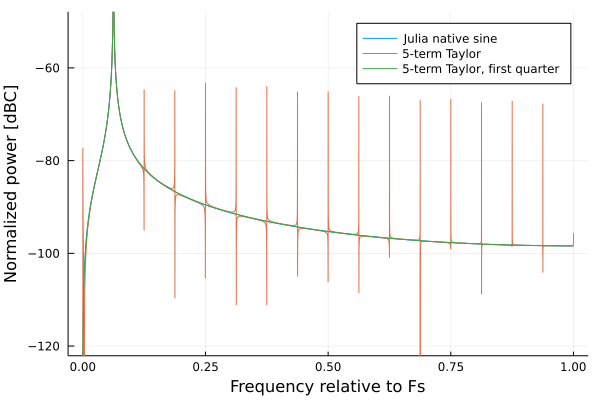 Julia native sine
5-term Taylor
5-term Taylor, first quarter
Normalized power [dBC]
−60
−80
−100
−120
0.00 0.25 0.50 0.75 1.00
Frequency relative to Fs